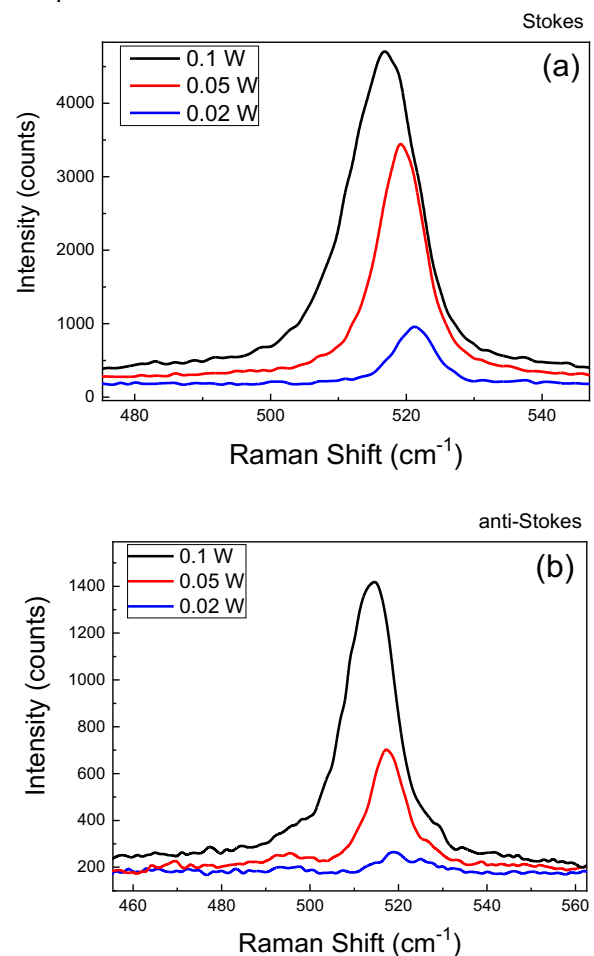 Stokes
(a)
0.1 W
0.05 W
0.02 W
4000
3000
2000
1000
0
Intensity (counts)
480 500 520 540
Raman Shift (cm-1)
anti-Stokes
(b)
0.1 W
0.05 W
0.02 W
1400
1200
1000
800
600
400
200
Intensity (counts)
460 480 500 520 540 560
Raman Shift (cm-1)